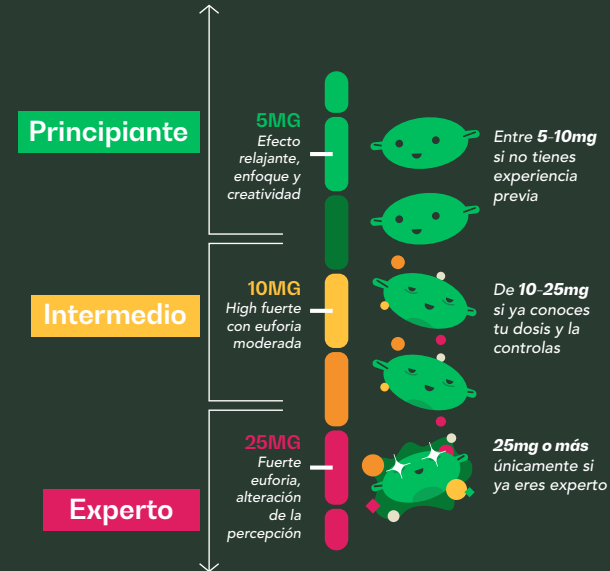 Principiante
5MG
Efecto
relajante,
enfoque y
creatividad
Entre 5-10mg
si no tienes
experiencia
previa
Intermedio
10MG
High fuerte
con euforia
moderada
De 10-25mg
si ya conoces
tu dosis y la
controlas
Experto
25MG
Fuerte
euforia,
alteración
de la
percepción
25mg o más
únicamente si
ya eres experto